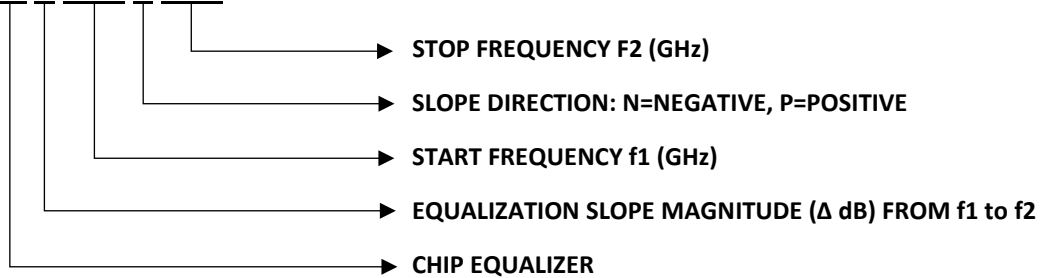 STOP FREQUENCY F2 (GHz)
SLOPE DIRECTION: N=NEGATIVE, P=POSITIVE
START FREQUENCY f1 (GHz)
EQUALIZATION SLOPE MAGNITUDE (Δ dB) FROM f1 to f2
CHIP EQUALIZER